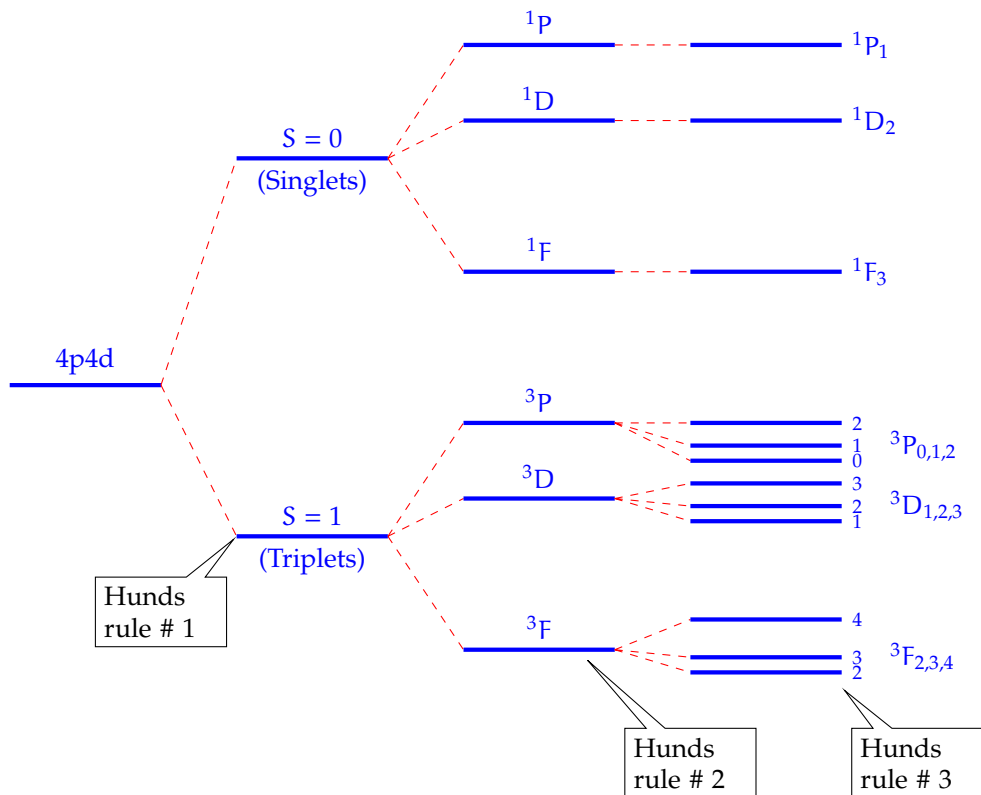 ¹P
¹P₁
¹D
¹D₂
S = 0
(Singlets)
¹F
¹F₃
4p4d
³P
2
1
0
³P₀,₁,₂
³D
3
2
1
³D₁,₂,₃
S = 1
(Triplets)
Hunds
rule # 1
³F
4
3
2
³F₂,₃,₄
Hunds
rule # 2
Hunds
rule # 3